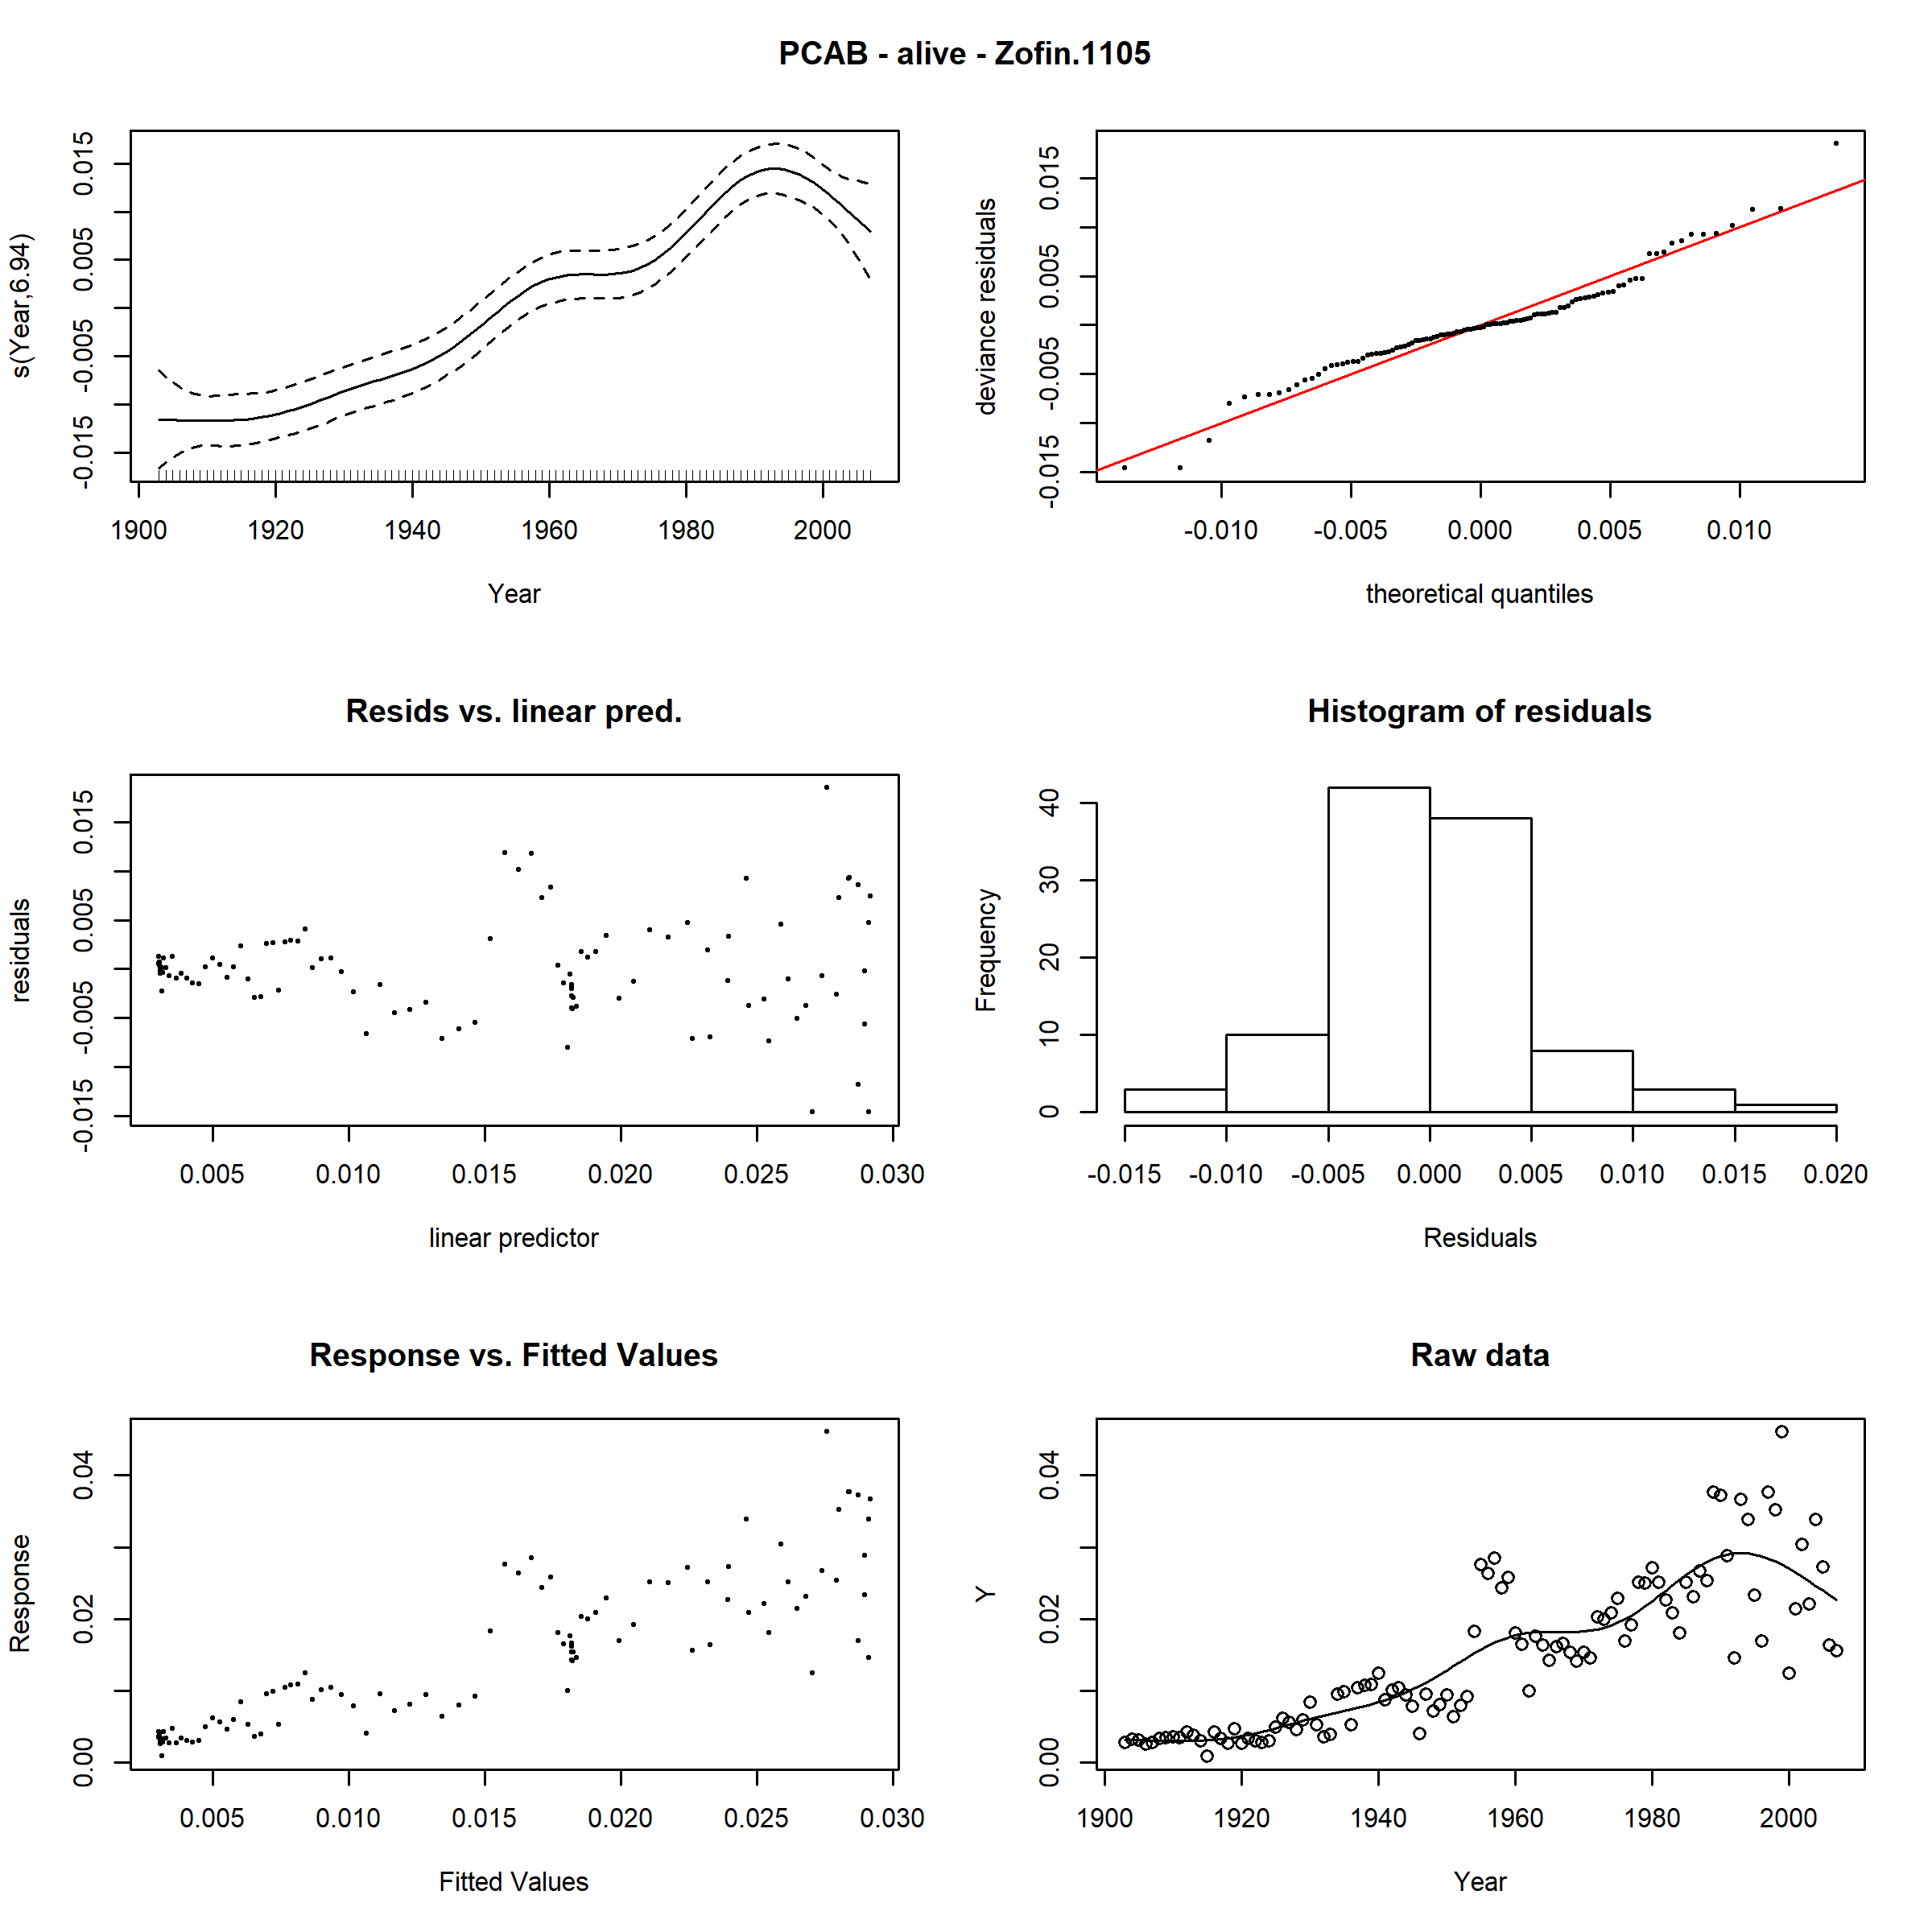 PCAB - alive - Zofin.1105
s(Year,6.94)
-0.015 -0.005 0.005 0.015
1900 1920 1940 1960 1980 2000
Year
deviance residuals
-0.015 -0.005 0.005 0.015
-0.010 -0.005 0.000 0.005 0.010
theoretical quantiles
Resids vs. linear pred.
residuals
-0.015 -0.005 0.005 0.015
0.005 0.010 0.015 0.020 0.025 0.030
linear predictor
Histogram of residuals
Frequency
0 10 20 30 40
-0.015 -0.010 -0.005 0.000 0.005 0.010 0.015 0.020
Residuals
Response vs. Fitted Values
Response
0.00 0.02 0.04
0.005 0.010 0.015 0.020 0.025 0.030
Fitted Values
Raw data
Y
0.00 0.02 0.04
1900 1920 1940 1960 1980 2000
Year